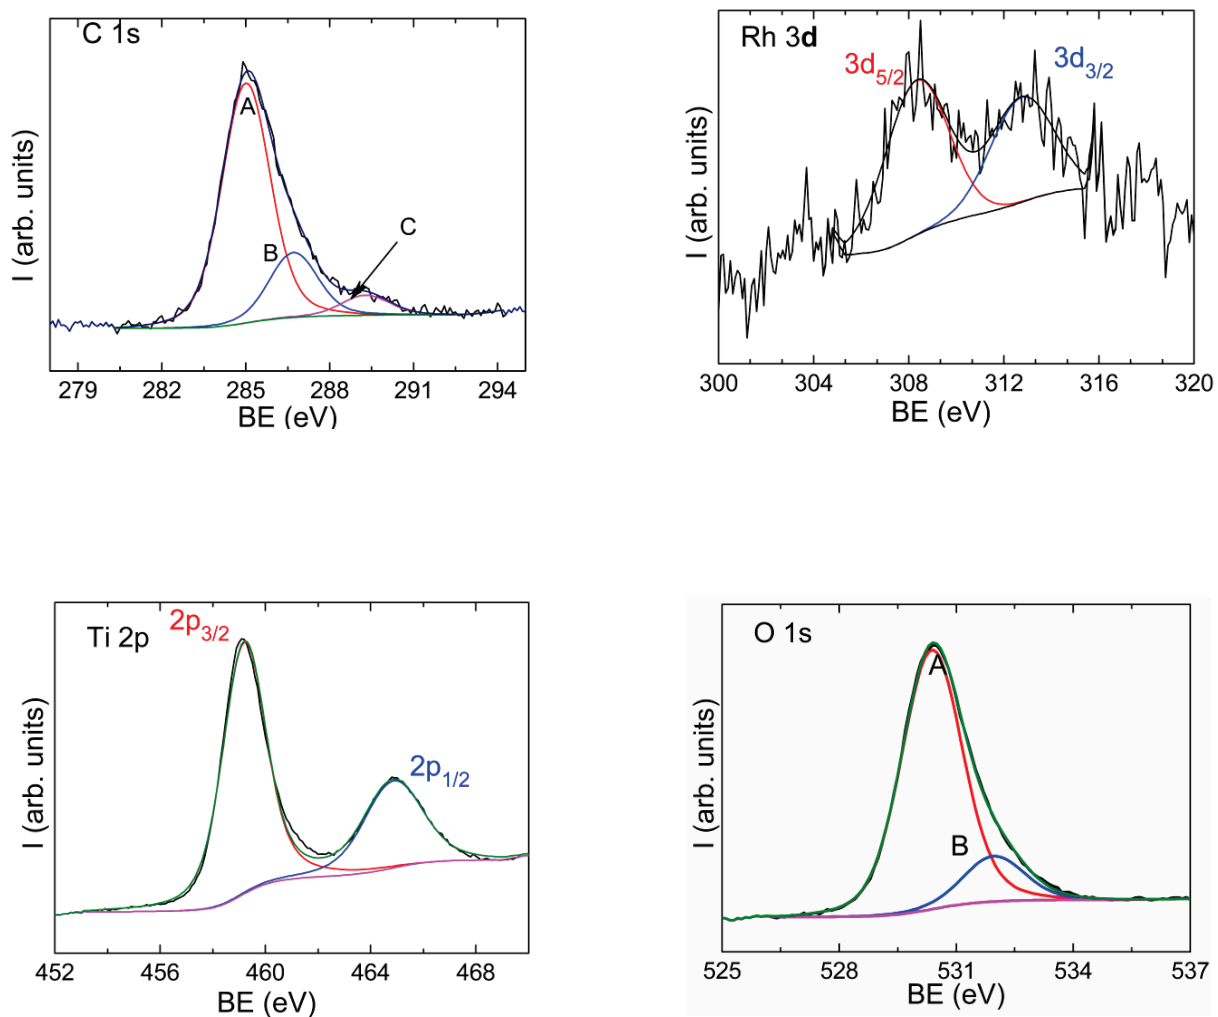 C 1s
A
B
C
I (arb. units)
279 282 285 288 291 294
BE (eV)
Rh 3d
3d5/2
3d3/2
I (arb. units)
300 304 308 312 316 320
BE (eV)
Ti 2p
2p3/2
2p1/2
I (arb. units)
452 456 460 464 468
BE (eV)
O 1s
A
B
I (arb. units)
525 528 531 534 537
BE (eV)